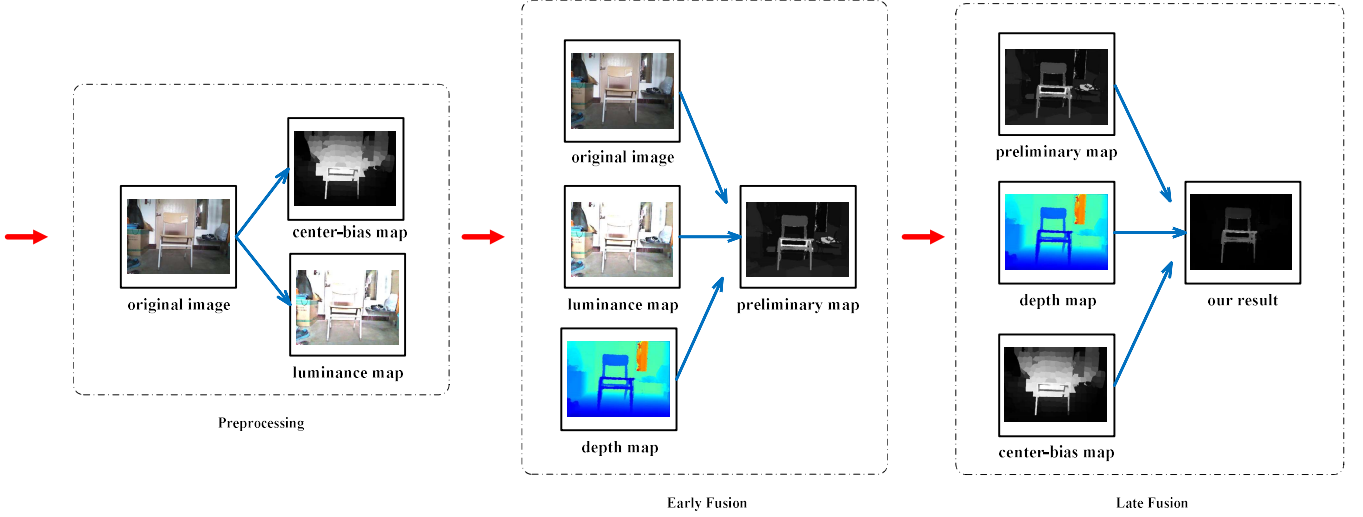 original image
center-bias map
luminance map
Preprocessing
original image
luminance map
depth map
preliminary map
Early Fusion
preliminary map
depth map
center-bias map
our result
Late Fusion